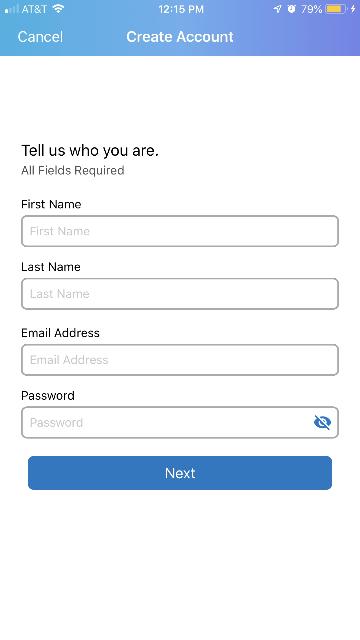 AT&T 12:15 PM 79%
Cancel Create Account
Tell us who you are.
All Fields Required
First Name
First Name
Last Name
Last Name
Email Address
Email Address
Password
Password
Next